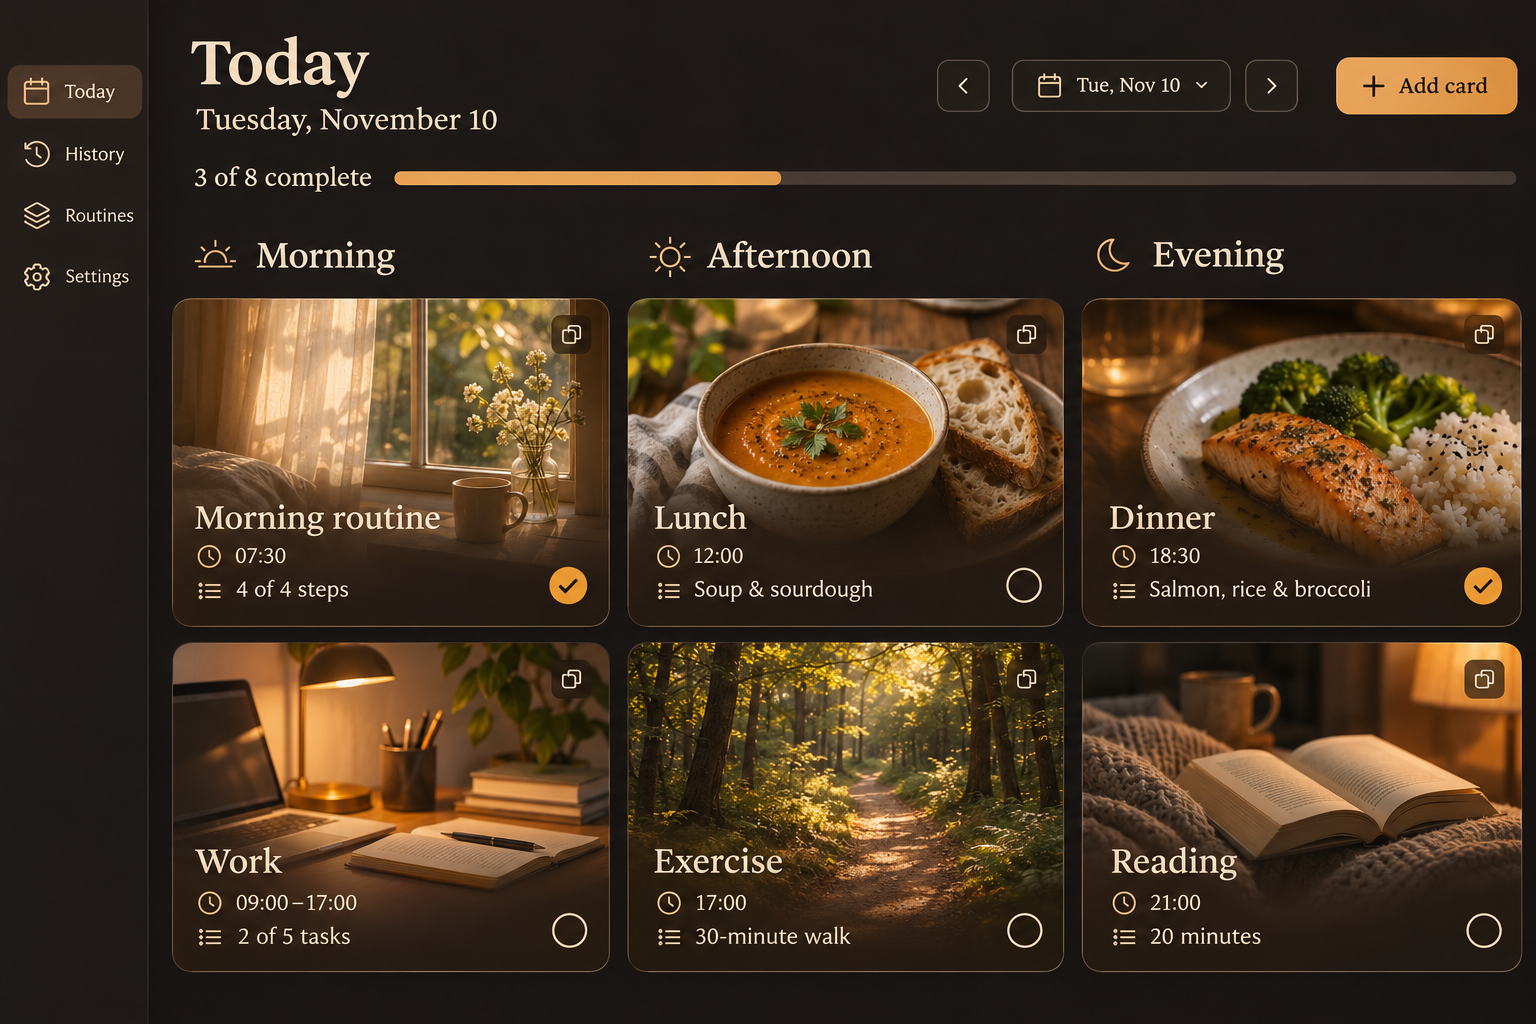 Today
History
Routines
Settings
Today
Tuesday, November 10
Tue, Nov 10
Add card
3 of 8 complete
Morning
Afternoon
Evening
Morning routine
07:30
4 of 4 steps
Lunch
12:00
Soup & sourdough
Dinner
18:30
Salmon, rice & broccoli
Work
09:00–17:00
2 of 5 tasks
Exercise
17:00
30-minute walk
Reading
21:00
20 minutes